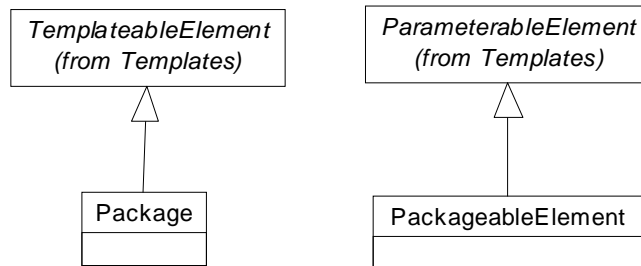 TemplateableElement
(from Templates)
ParameterableElement
(from Templates)
Package
PackageableElement